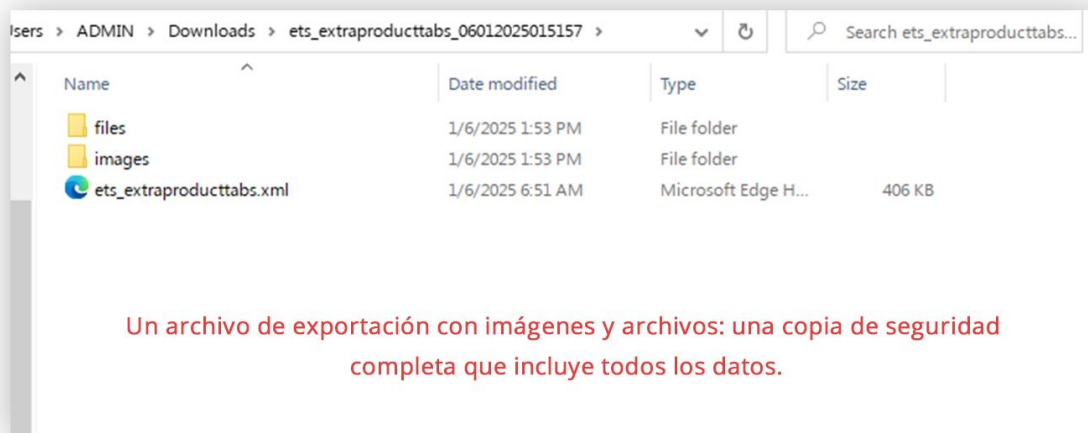 ADMIN > Downloads > ets_extraproducttabs_06012025015157 > Search ets_extraproducttabs...
Name Date modified Type Size
files 1/6/2025 1:53 PM File folder
images 1/6/2025 1:53 PM File folder
ets_extraproducttabs.xml 1/6/2025 6:51 AM Microsoft Edge H... 406 KB
Un archivo de exportación con imágenes y archivos: una copia de seguridad
completa que incluye todos los datos.